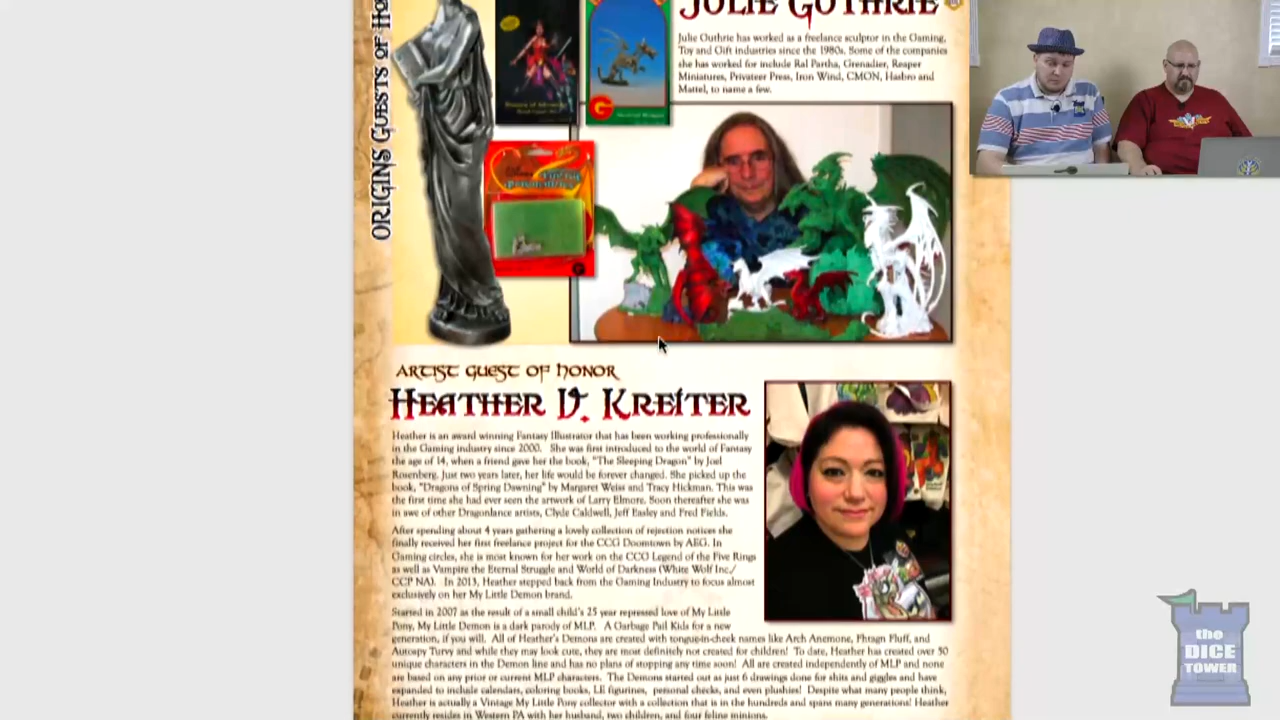 ORIGINS GUESTS OF HO
JULIE GUTHRIE
Julie Guthrie has worked as a freelance sculptor in the Gaming,
Toy and Gift industries since the 1980s. Some of the companies
she has worked for include Ral Partha, Grenadier, Reaper
Miniatures, Privateer Press, Iron Wind, CMON, Hasbro and
Mattel, to name a few.
ARTIST GUEST OF HONOR
HEATHER V. KREITER
Heather is an award winning Fantasy Illustrator that has been working professionally
in the Gaming industry since 2000. She was first introduced to the world of Fantasy
the age of 14, when a friend gave her the book, "The Sleeping Dragon" by Joel
Rosenberg. Just two years later, her life would be forever changed. She picked up the
book, "Dragons of Spring Dawning" by Margaret Weiss and Tracy Hickman. This was
the first time she had ever seen the artwork of Larry Elmore. Soon thereafter she was
in awe of other Dragonlance artists, Clyde Caldwell, Jeff Easley and Fred Fields.
After spending about 4 years gathering a lovely collection of rejection notices she
finally received her first freelance project for the CCG Doomtown by AEG. In
Gaming circles, she is most known for her work on the CCG Legend of the Five Rings
as well as Vampire the Eternal Struggle and World of Darkness (White Wolf Inc/
CCP NA). In 2013, Heather stepped back from the Gaming Industry to focus almost
exclusively on her My Little Demon brand.
Started in 2007 as the result of a small child's 25 year repressed love of My Little
Pony, My Little Demon is a dark parody of MLP. A Garbage Pail Kids for a new
generation, if you will. All of Heather's Demons are created with tongue-in-cheek names like Arch Anemone, Phragn Fluff, and
Autospy Turvy and while they may look cute, they are most definitely not created for children! To date, Heather has created over 50
unique characters in the Demon line and has no plans of stopping any time soon! All are created independently of MLP and none
are based on any prior or current MLP characters. The Demons started out as just 6 drawings done for shits and giggles and have
expanded to include calendars, coloring books, LE figurines, personal checks, and even plushies! Despite what many people think,
Heather is actually a Vintage My Little Pony collector with a collection that is in the hundreds and spans many generations! Heather
currently resides in Western PA with her husband, two children, and four feline minions.
the
DICE
TOWER